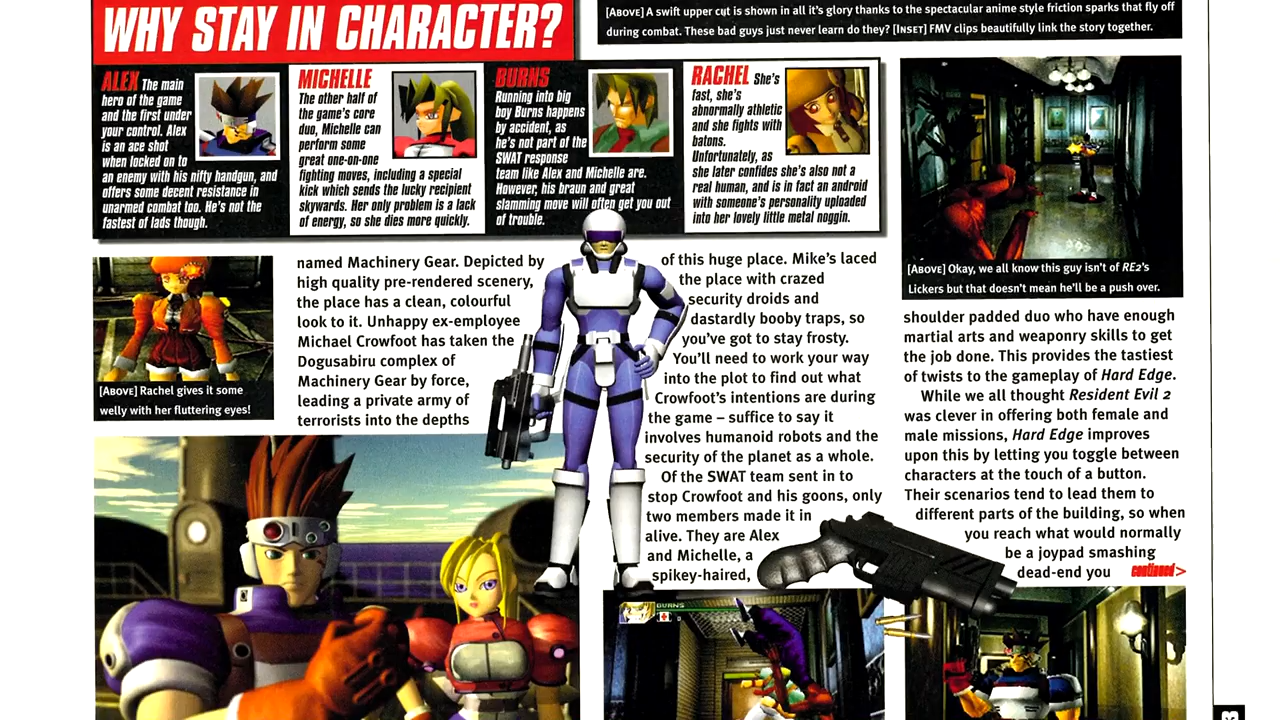 WHY STAY IN CHARACTER?
[ABOVE] A swift upper cut is shown in all it's glory thanks to the spectacular anime style friction sparks that fly off
during combat. These bad guys just never learn do they? [INSET] FMV clips beautifully link the story together.
ALEX The main
hero of the game
and the first under
your control. Alex
is an ace shot
when locked on to
an enemy with his nifty handgun, and
offers some decent resistance in
unarmed combat too. He's not the
fastest of lads though.
MICHELLE
The other half of
the game's core
duo, Michelle can
perform some
great one-on-one
fighting moves, including a special
kick which sends the lucky recipient
skywards. Her only problem is a lack
of energy, so she dies more quickly.
BURNS
Running into big
boy Burns happens
by accident, as
he's not part of the
SWAT response
team like Alex and Michelle are.
However, his braun and great
slamming move will often get you out
of trouble.
RACHEL She's
fast, she's
abnormally athletic
and she fights with
batons.
Unfortunately, as
she later confides she's also not a
real human, and is in fact an android
with someone's personality uploaded
into her lovely little metal noggin.
[ABOVE] Okay, we all know this guy isn't of RE2's
Lickers but that doesn't mean he'll be a push over.
[ABOVE] Rachel gives it some
welly with her fluttering eyes!
named Machinery Gear. Depicted by
high quality pre-rendered scenery,
the place has a clean, colourful
look to it. Unhappy ex-employee
Michael Crowfoot has taken the
Dogusabiru complex of
Machinery Gear by force,
leading a private army of
terrorists into the depths
of this huge place. Mike's laced
the place with crazed
security droids and
dastardly booby traps, so
you've got to stay frosty.
You'll need to work your way
into the plot to find out what
Crowfoot's intentions are during
the game – suffice to say it
involves humanoid robots and the
security of the planet as a whole.
Of the SWAT team sent in to
stop Crowfoot and his goons, only
two members made it in
alive. They are Alex
and Michelle, a
spikey-haired,
shoulder padded duo who have enough
martial arts and weaponry skills to get
the job done. This provides the tastiest
of twists to the gameplay of Hard Edge.
While we all thought Resident Evil 2
was clever in offering both female and
male missions, Hard Edge improves
upon this by letting you toggle between
characters at the touch of a button.
Their scenarios tend to lead them to
different parts of the building, so when
you reach what would normally
be a joypad smashing
dead-end you continued>
BURNS
0